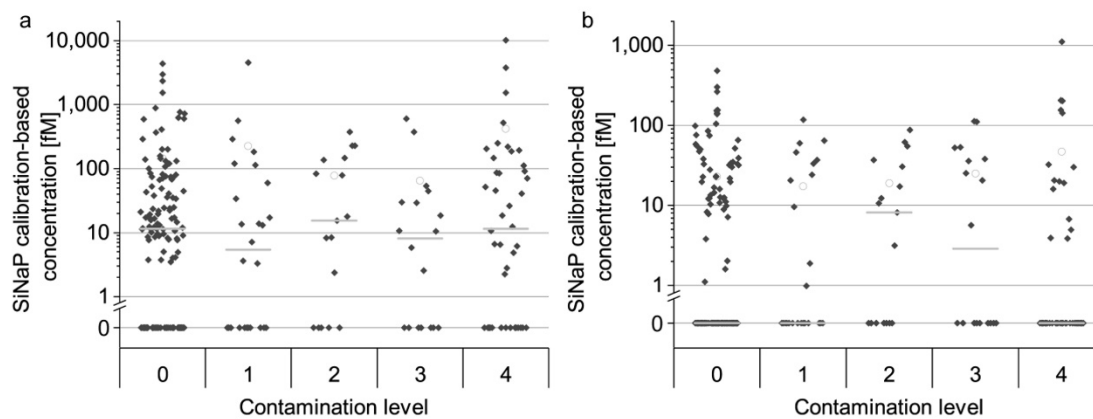 a
SiNaP calibration-based
concentration [fM]
10,000
1,000
100
10
1
0
0 1 2 3 4
Contamination level
b
SiNaP calibration-based
concentration [fM]
1,000
100
10
1
0
0 1 2 3 4
Contamination level